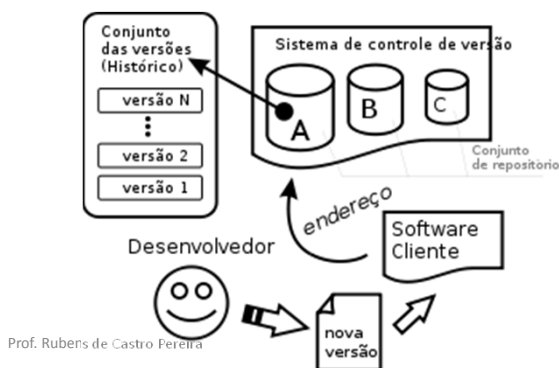 Conjunto
das versões
(Histórico)
versão N
versão 2
versão 1
Sistema de controle de versão
A
B
C
Conjunto
de repositório
endereço
Software
Cliente
Desenvolvedor
nova
versão
Prof. Rubens de Castro Pereira